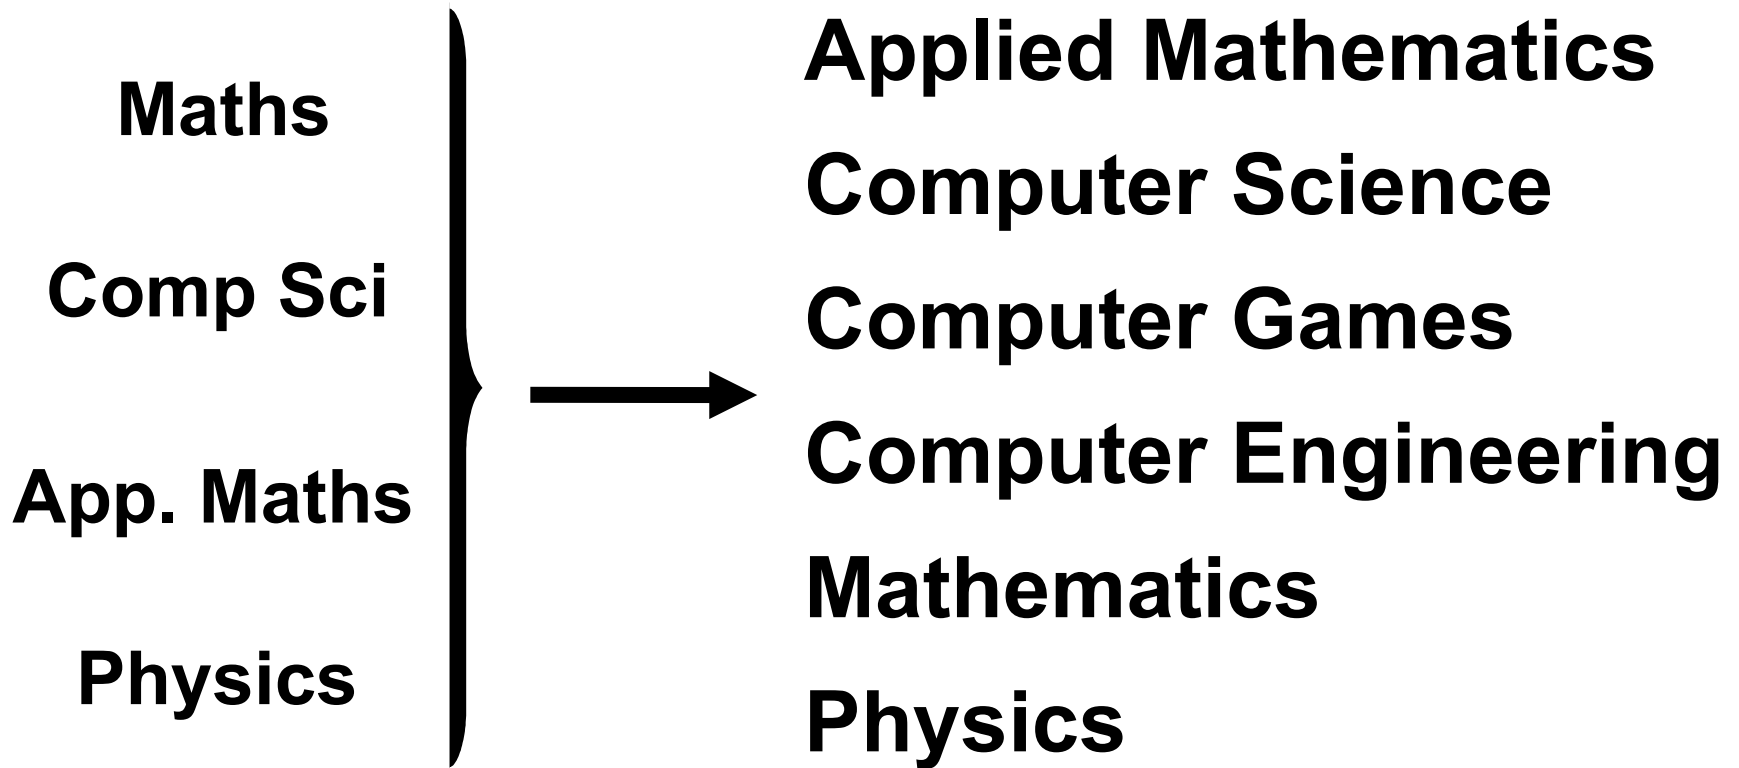 Maths
Comp Sci
App. Maths
Physics
Applied Mathematics
Computer Science
Computer Games
Computer Engineering
Mathematics
Physics